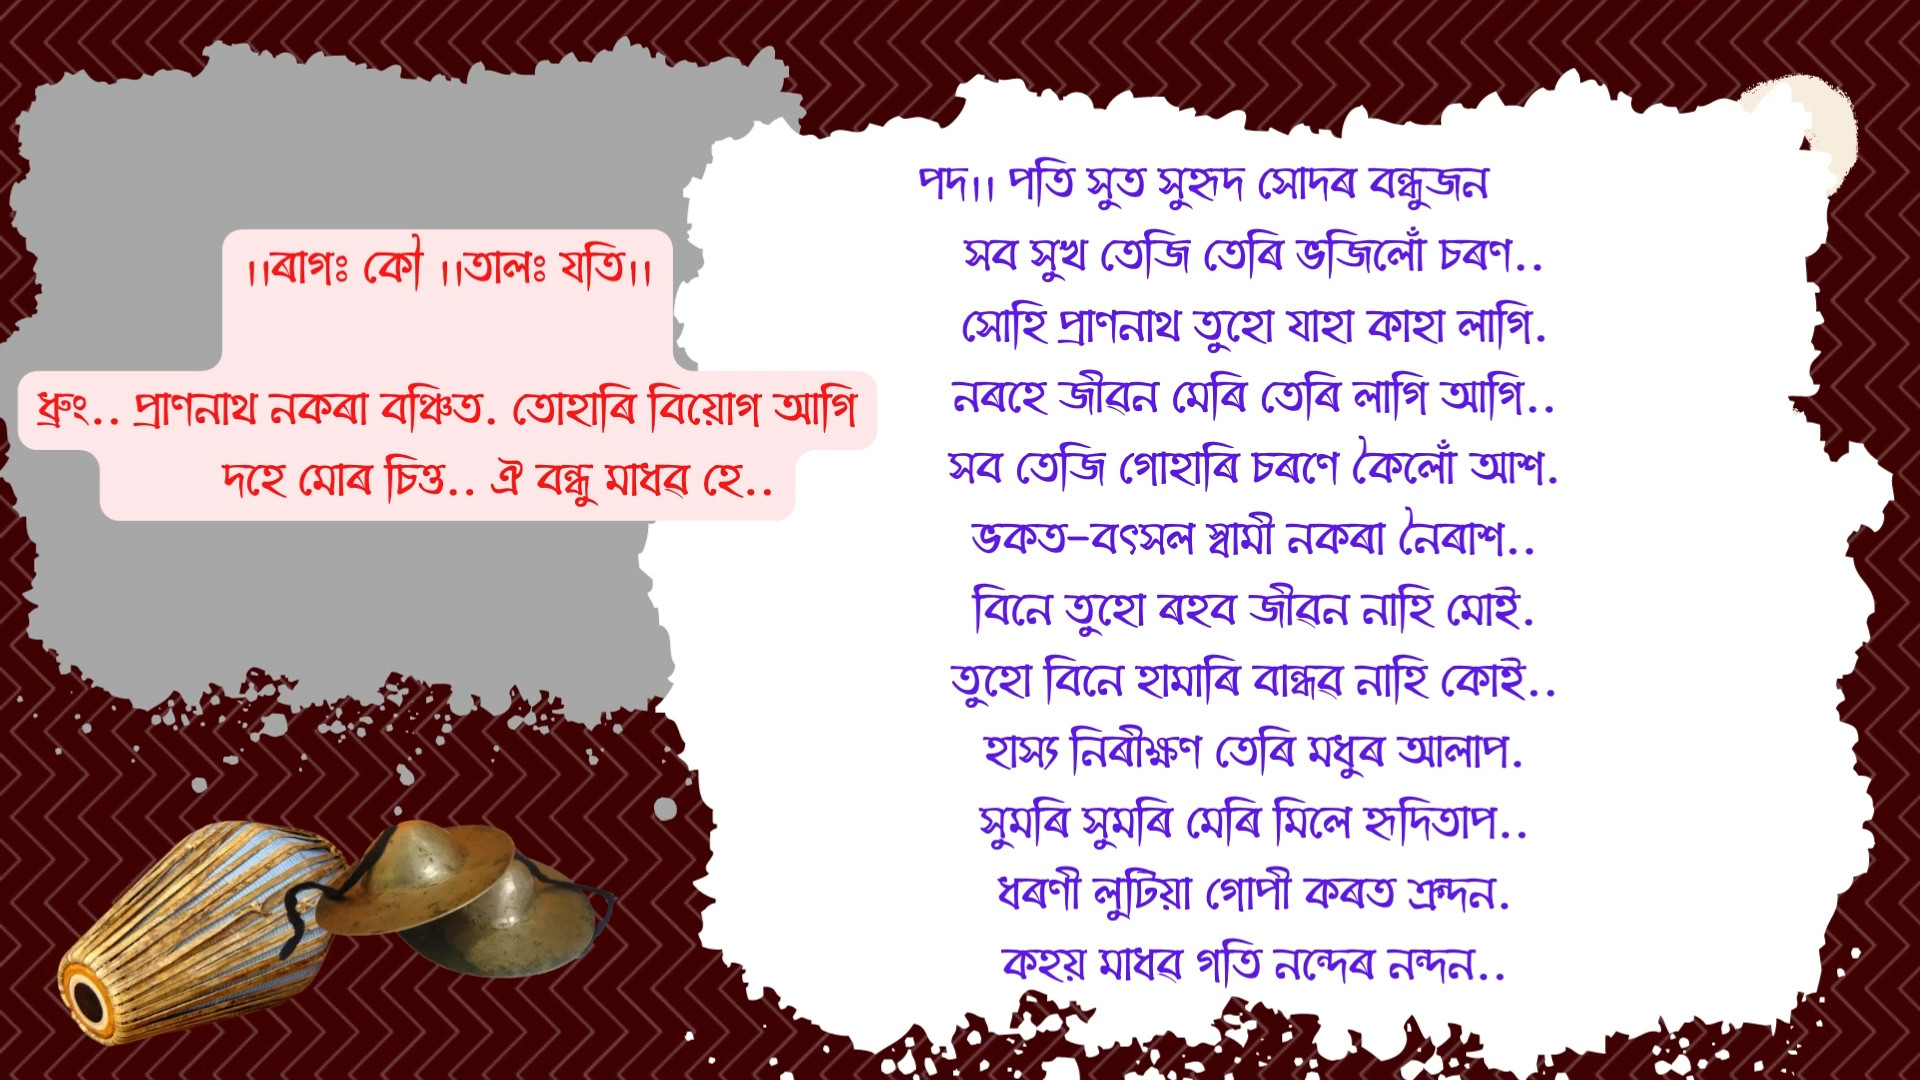 ।।ৰাগঃ কৌ ।।তালঃ যতি।।
ধ্ৰুং.. প্ৰাণনাথ নকৰা বঞ্চিত. তোহাৰি বিয়োগ আগি
দহে মোৰ চিত্ত.. ঐ বন্ধু মাধৱ হে..
পদ।। পতি সুত সুহৃদ সোদৰ বন্ধুজন
সব সুখ তেজি তেৰি ভজিলোঁ চৰণ..
সোহি প্ৰাণনাথ তুহো যাহা কাহা লাগি.
নৰহে জীৱন মেৰি তেৰি লাগি আগি..
সব তেজি গোহাৰি চৰণে কৈলোঁ আশ.
ভকত-বৎসল স্বামী নকৰা নৈৰাশ..
বিনে তুহো ৰহব জীৱন নাহি মোই.
তুহো বিনে হামাৰি বান্ধৱ নাহি কোই..
হাস্য নিৰীক্ষণ তেৰি মধুৰ আলাপ.
সুমৰি সুমৰি মেৰি মিলে হৃদিতাপ..
ধৰণী লুটিয়া গোপী কৰত ক্ৰন্দন.
কহয় মাধৱ গতি নন্দেৰ নন্দন..